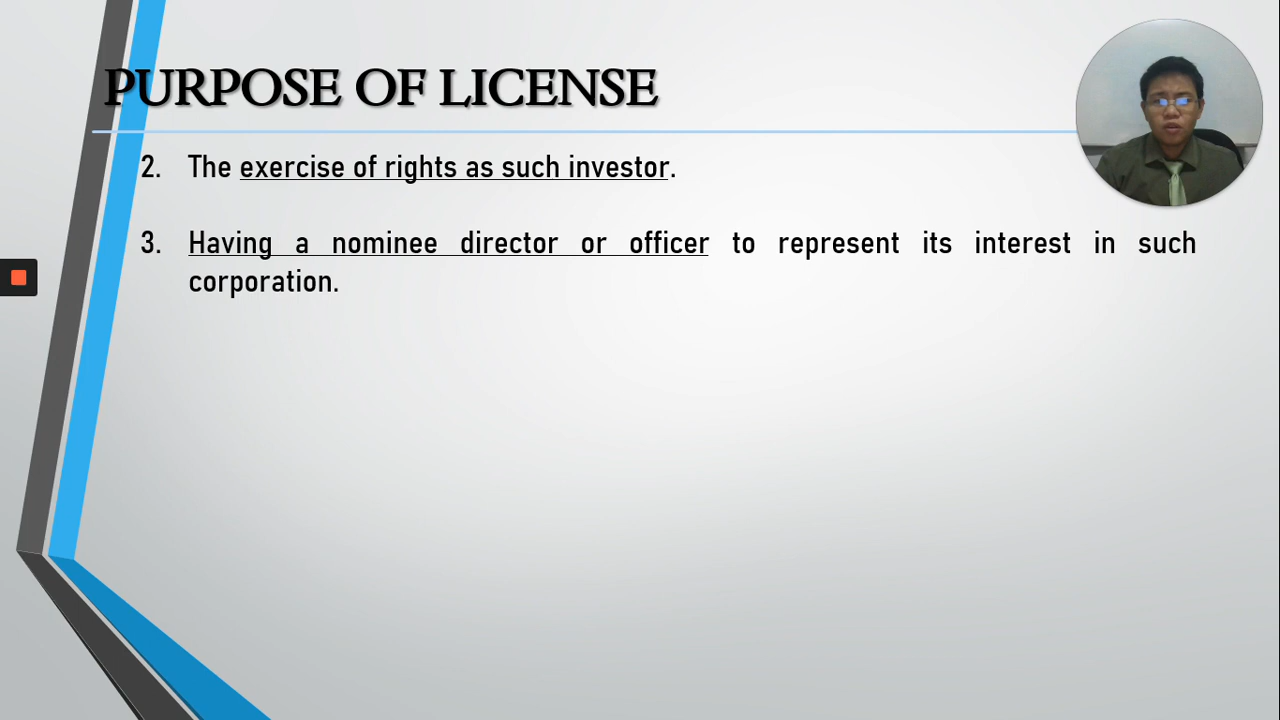 PURPOSE OF LICENSE
2. The exercise of rights as such investor.
3. Having a nominee director or officer to represent its interest in such
corporation.